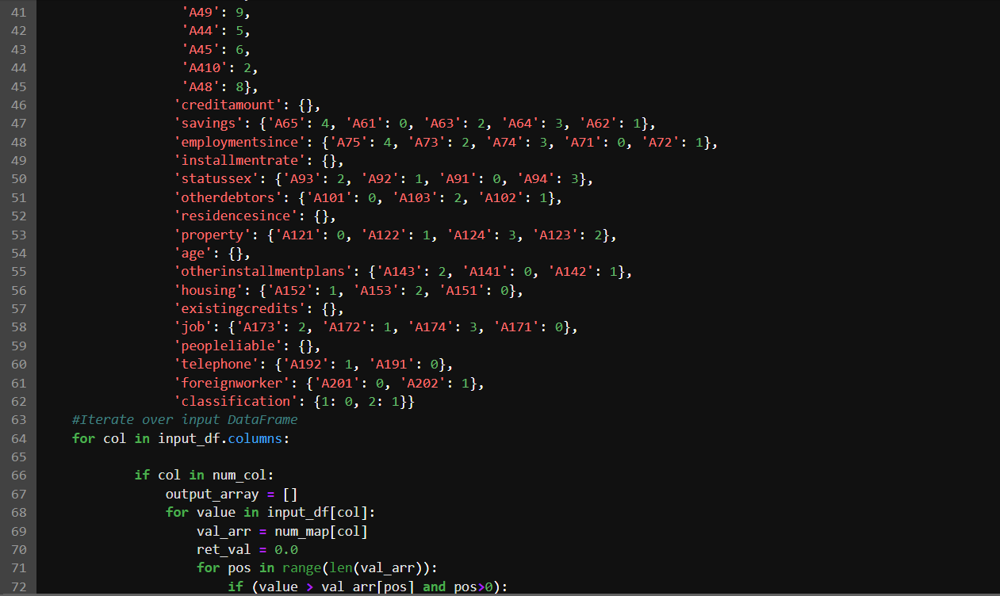 41 'A49': 9,
42 'A44': 5,
43 'A45': 6,
44 'A410': 2,
45 'A48': 8},
46 'creditamount': {},
47 'savings': {'A65': 4, 'A61': 0, 'A63': 2, 'A64': 3, 'A62': 1},
48 'employmentsince': {'A75': 4, 'A73': 2, 'A74': 3, 'A71': 0, 'A72': 1},
49 'installmentrate': {},
50 'statussex': {'A93': 2, 'A92': 1, 'A91': 0, 'A94': 3},
51 'otherdebtors': {'A101': 0, 'A103': 2, 'A102': 1},
52 'residencesince': {},
53 'property': {'A121': 0, 'A122': 1, 'A124': 3, 'A123': 2},
54 'age': {},
55 'otherinstallmentplans': {'A143': 2, 'A141': 0, 'A142': 1},
56 'housing': {'A152': 1, 'A153': 2, 'A151': 0},
57 'existingcredits': {},
58 'job': {'A173': 2, 'A172': 1, 'A174': 3, 'A171': 0},
59 'peopleliable': {},
60 'telephone': {'A192': 1, 'A191': 0},
61 'foreignworker': {'A201': 0, 'A202': 1},
62 'classification': {1: 0, 2: 1}}
63 #Iterate over input DataFrame
64 for col in input_df.columns:
65
66 if col in num_col:
67 output_array = []
68 for value in input_df[col]:
69 val_arr = num_map[col]
70 ret_val = 0.0
71 for pos in range(len(val_arr)):
72 if (value > val_arr[pos] and pos>0):